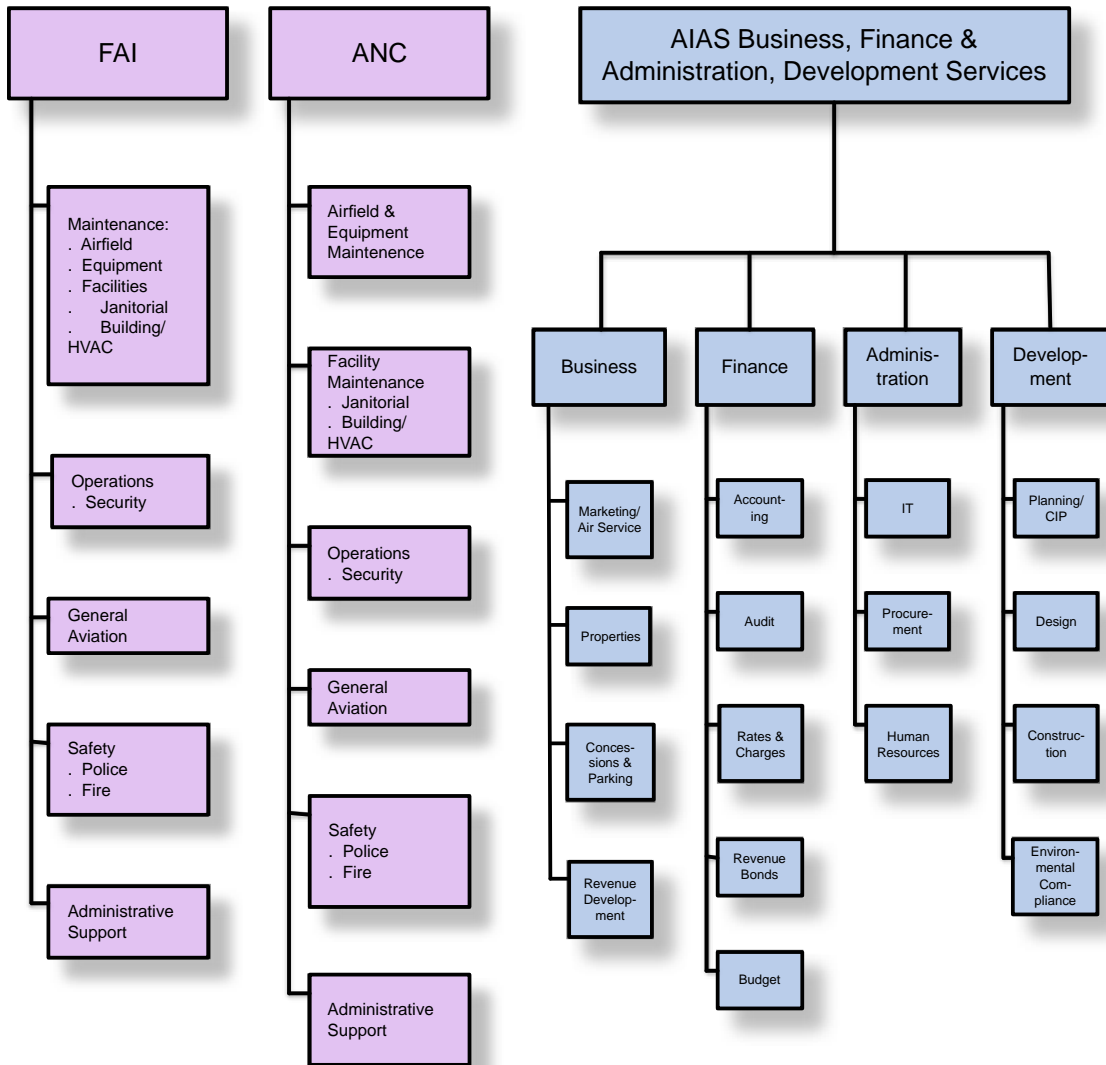 FAI
Maintenance:
. Airfield
. Equipment
. Facilities
. Janitorial
. Building/
HVAC
Operations
. Security
General
Aviation
Safety
. Police
. Fire
Administrative
Support
ANC
Airfield &
Equipment
Maintenence
Facility
Maintenance
. Janitorial
. Building/
HVAC
Operations
. Security
General
Aviation
Safety
. Police
. Fire
Administrative
Support
AIAS Business, Finance &
Administration, Development Services
Business
Marketing/
Air Service
Properties
Conces-
sions &
Parking
Revenue
Develop-
ment
Finance
Account-
ing
Audit
Rates &
Charges
Revenue
Bonds
Budget
Adminis-
tration
IT
Procure-
ment
Human
Resources
Develop-
ment
Planning/
CIP
Design
Construc-
tion
Environ-
mental
Com-
pliance